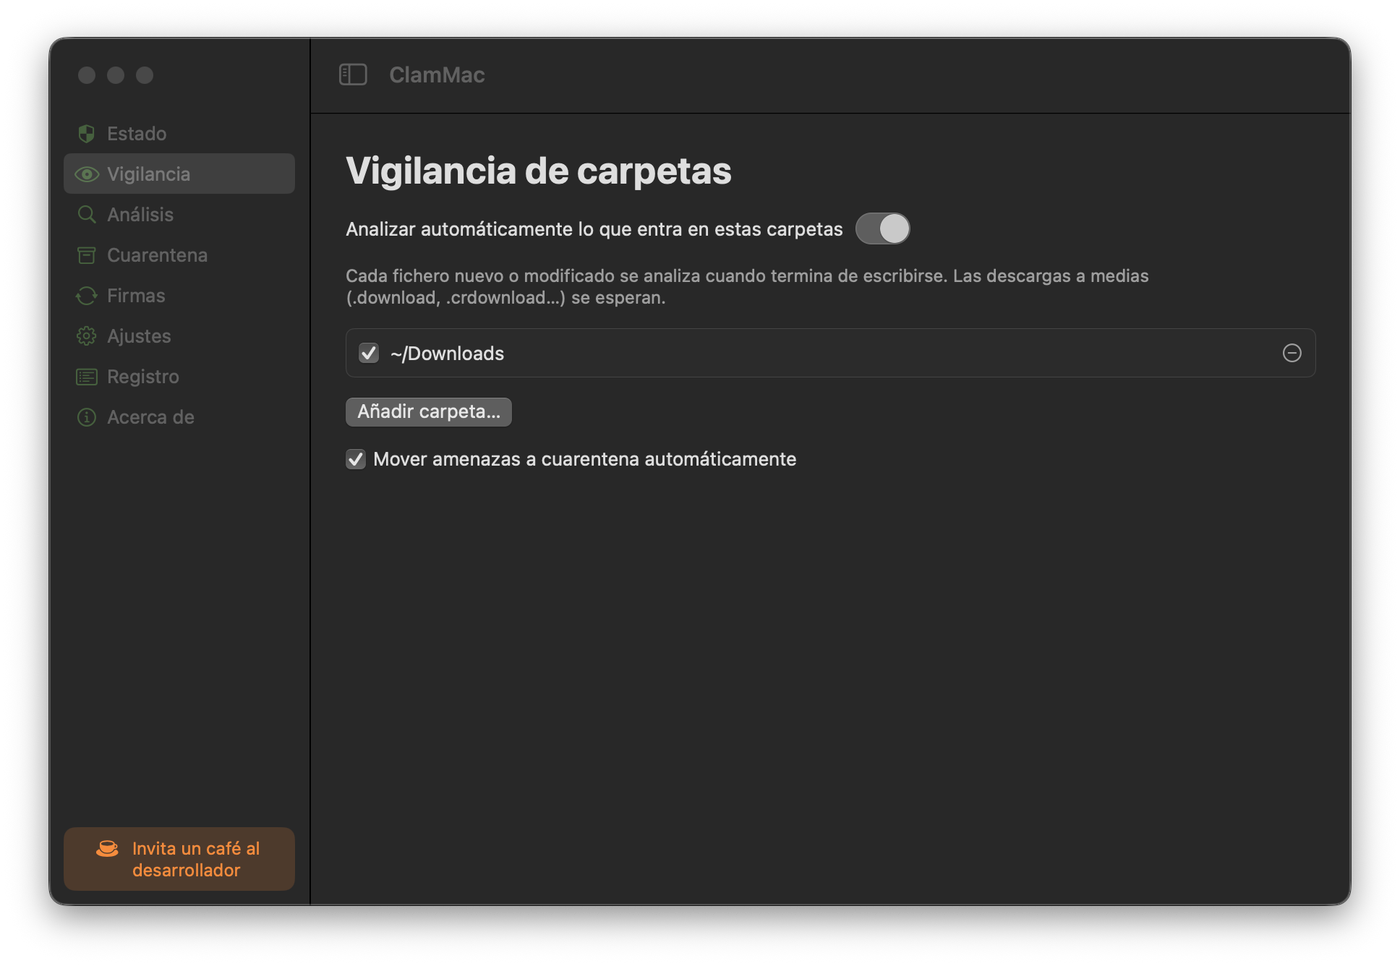 ClamMac
Estado
Vigilancia
Análisis
Cuarentena
Firmas
Ajustes
Registro
Acerca de
Invita un café al
desarrollador
Vigilancia de carpetas
Analizar automáticamente lo que entra en estas carpetas
Cada fichero nuevo o modificado se analiza cuando termina de escribirse. Las descargas a medias
(.download, .crdownload...) se esperan.
~/Downloads
Añadir carpeta...
Mover amenazas a cuarentena automáticamente